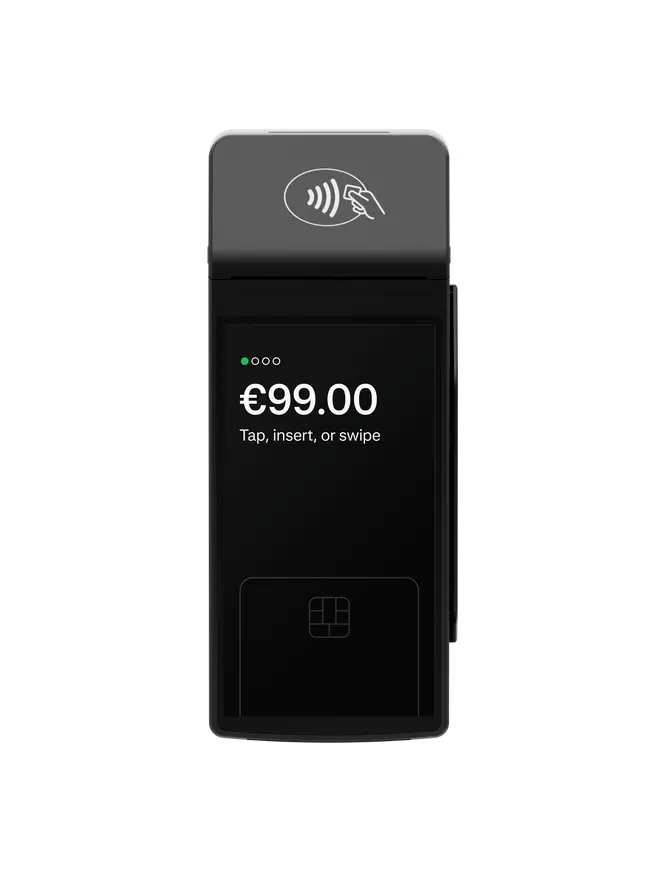 €99.00
Tap, insert, or swipe